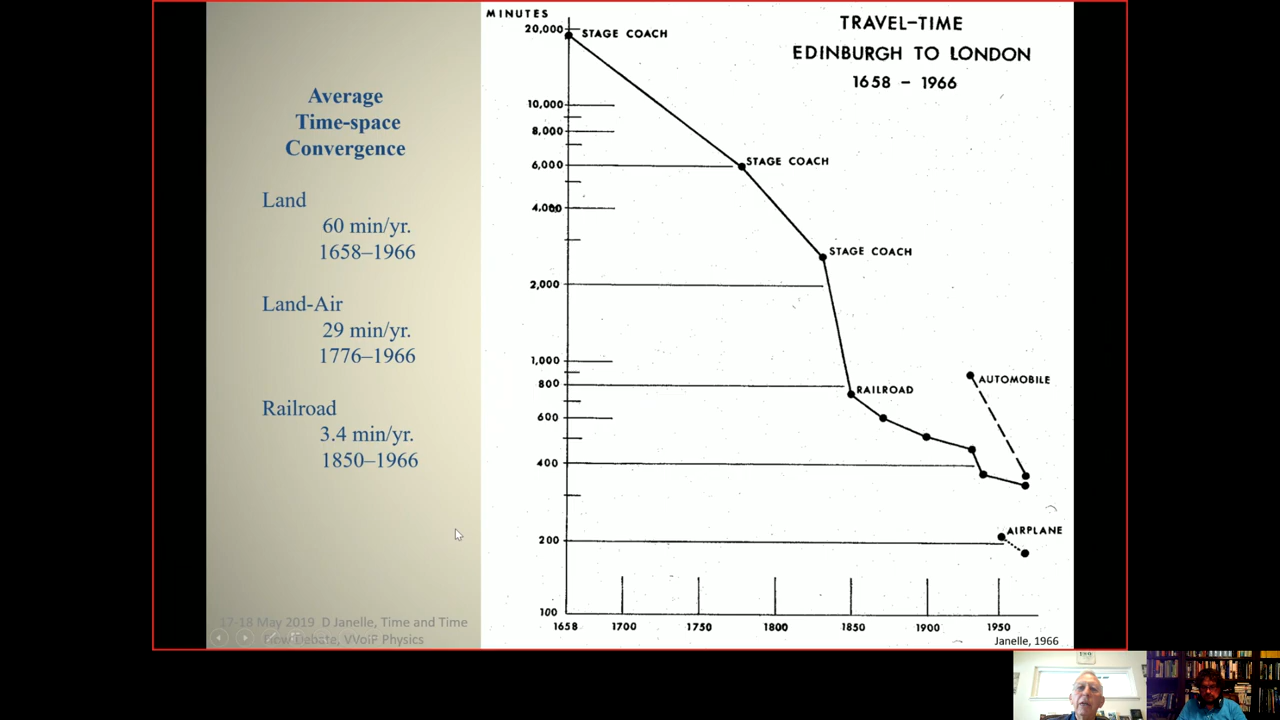 Average
Time-space
Convergence
Land
60 min/yr.
1658–1966
Land-Air
29 min/yr.
1776–1966
Railroad
3.4 min/yr.
1850–1966
17-18 May 2019 D Janelle, Time and Time
Flow Debate, VVoiP Physics
TRAVEL-TIME
EDINBURGH TO LONDON
1658 - 1966
MINUTES
20,000
STAGE COACH
10,000
8,000
6,000
STAGE COACH
4,000
STAGE COACH
2,000
1,000
AUTOMOBILE
800
RAILROAD
600
400
AIRPLANE
200
100
1658 1700 1750 1800 1850 1900 1950
Janelle, 1966